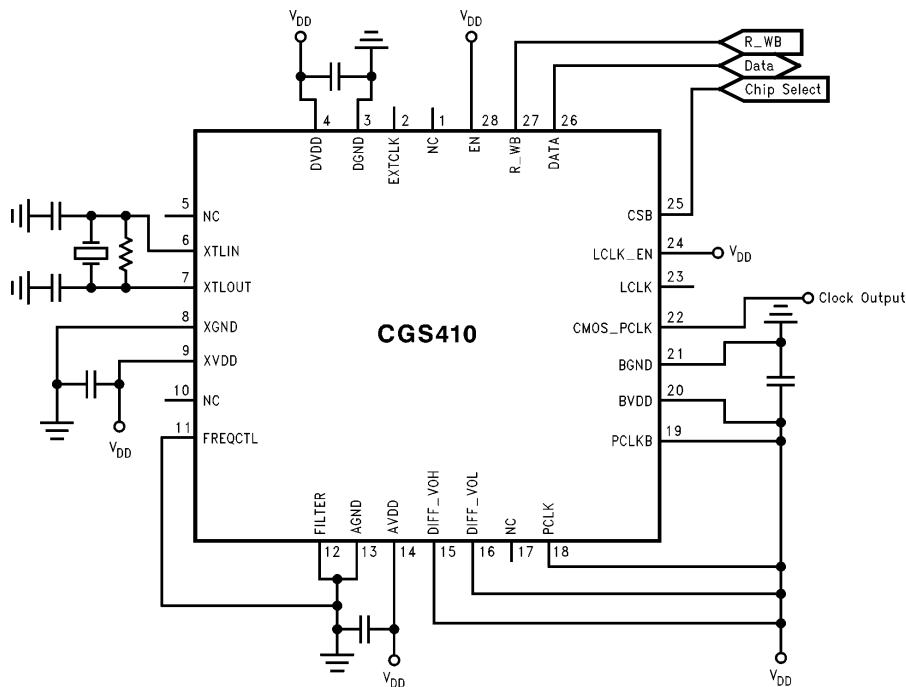 VDD
VDD
R_WB
Data
Chip Select
4
3
2
1
28
27
26
DVDD
DGND
EXTCLK
NC
EN
R_WB
DATA
5
NC
25
CSB
6
XTLIN
24
LCLK_EN
VDD
7
XTLOUT
23
LCLK
8
XGND
CGS410
22
CMOS_PCLK
Clock Output
9
XVDD
21
BGND
10
NC
20
BVDD
VDD
11
FREQCTL
19
PCLKB
FILTER
AGND
AVDD
DIFF_VOH
DIFF_VOL
NC
PCLK
12
13
14
15
16
17
18
VDD
VDD